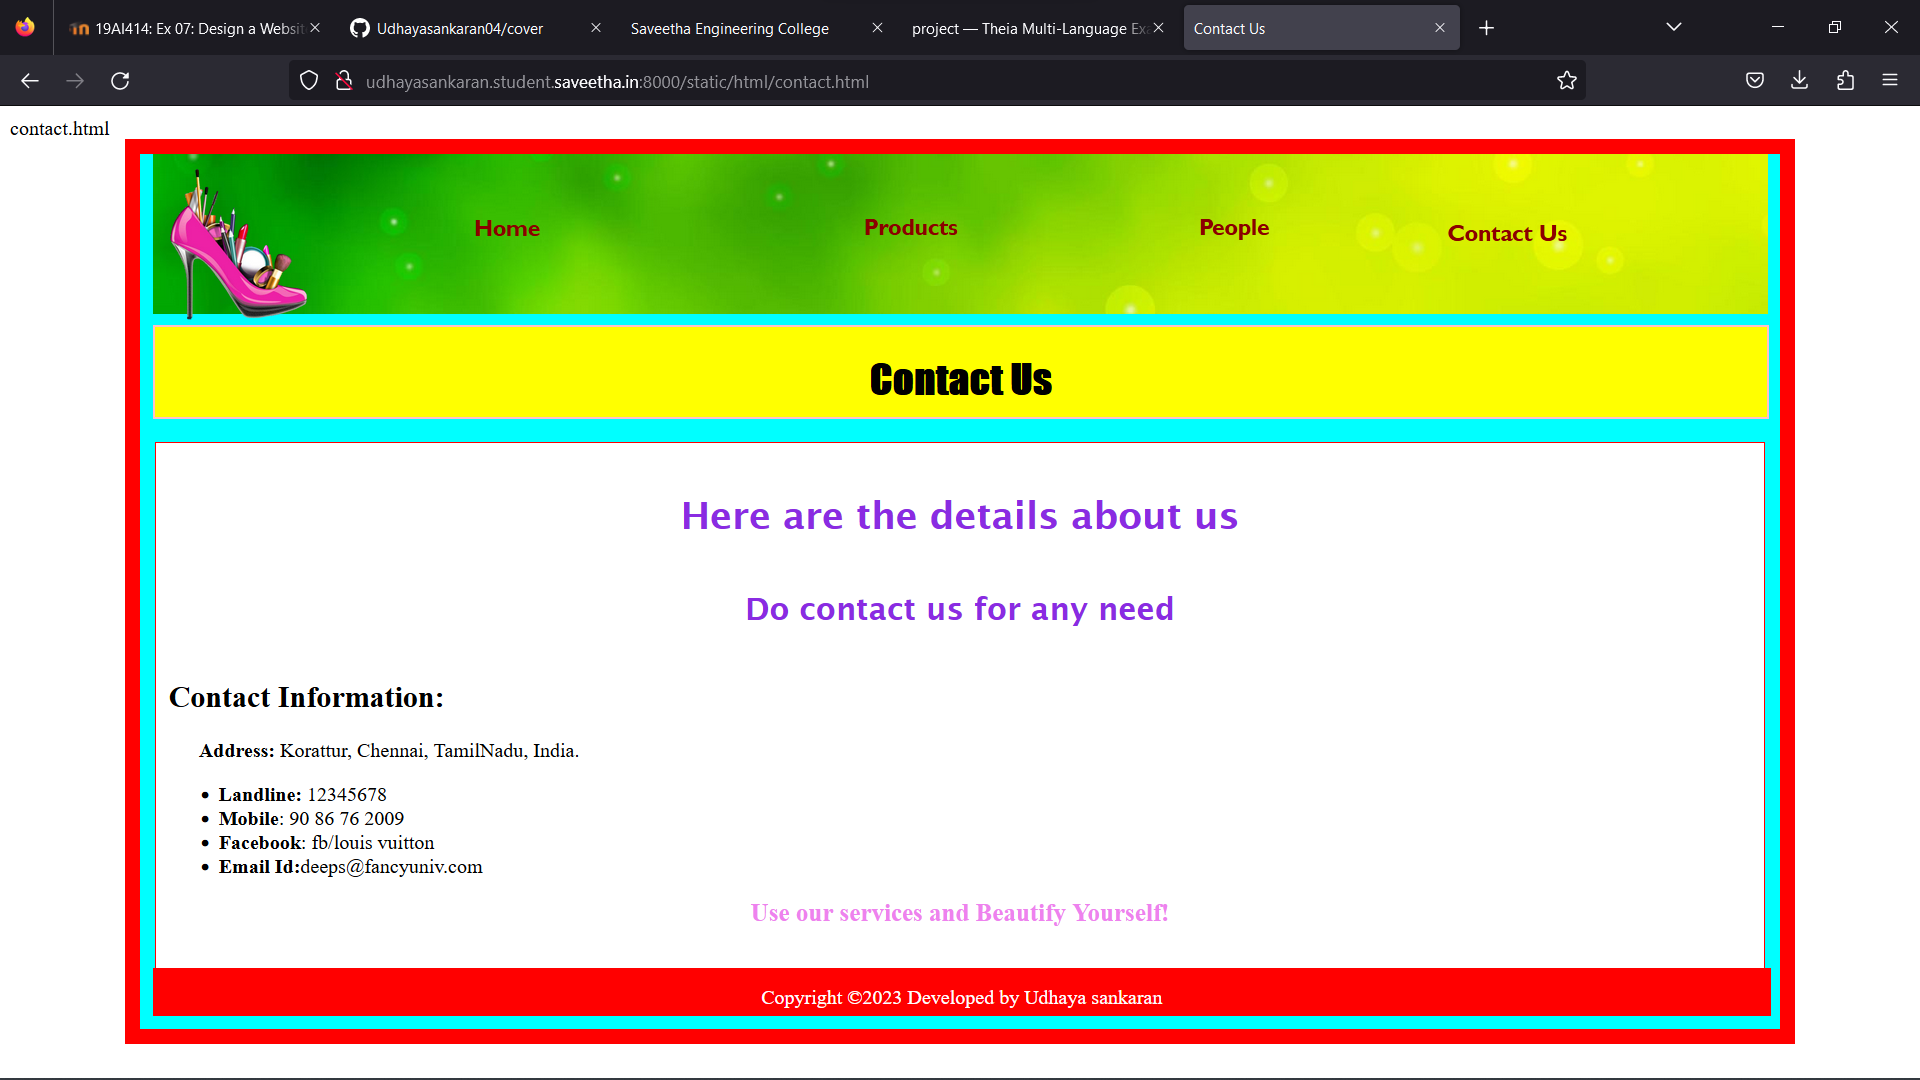 19AI414: Ex 07: Design a Websit
Udhayasankaran04/cover
Saveetha Engineering College
project — Theia Multi-Language Ex
Contact Us
udhayasankaran.student.saveetha.in:8000/static/html/contact.html
contact.html
Home
Products
People
Contact Us
Contact Us
Here are the details about us
Do contact us for any need
Contact Information:
Address: Korattur, Chennai, TamilNadu, India.
• Landline: 12345678
• Mobile: 90 86 76 2009
• Facebook: fb/louis vuitton
• Email Id:deeps@fancyuniv.com
Use our services and Beautify Yourself!
Copyright ©2023 Developed by Udhaya sankaran